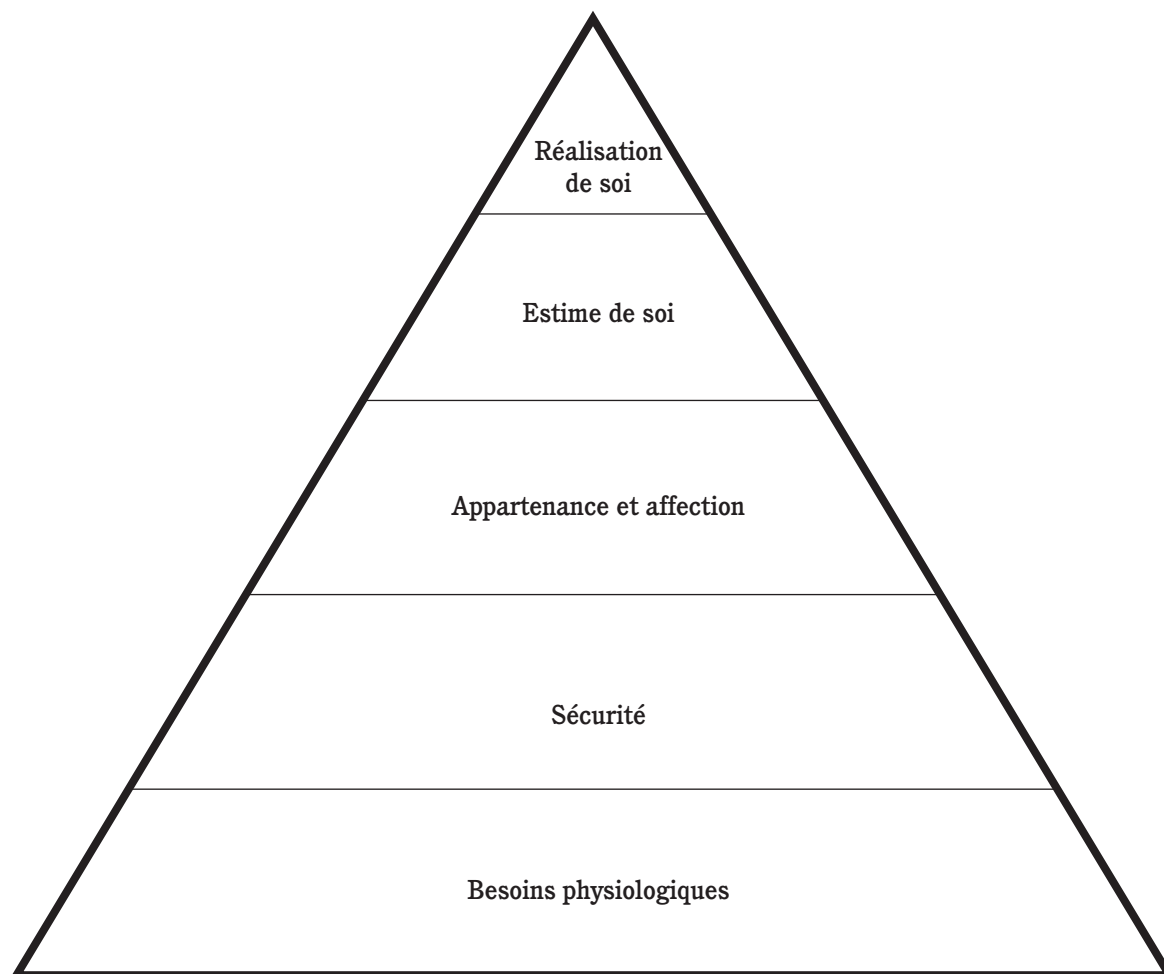 Réalisation
de soi
Estime de soi
Appartenance et affection
Sécurité
Besoins physiologiques